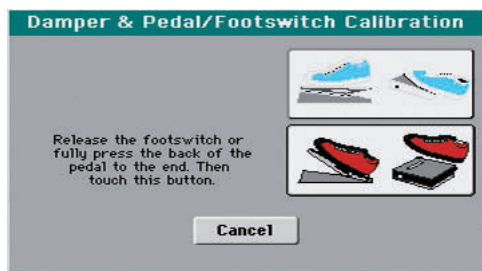 Damper & Pedal/Footswitch Calibration
Release the footswitch or
fully press the back of the
pedal to the end. Then
touch this button.
Cancel